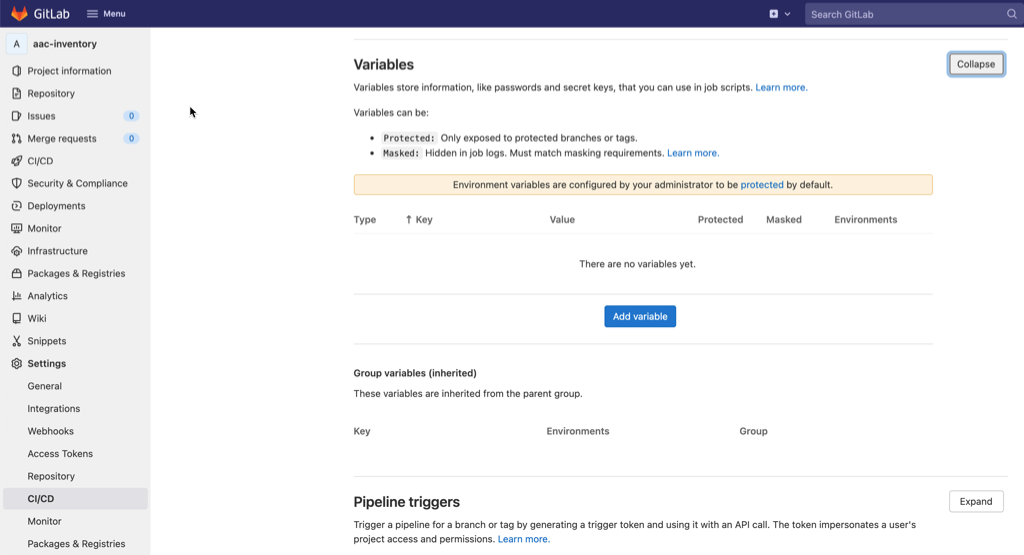 GitLab
Menu
Search GitLab
A aac-inventory
Project information
Repository
Issues 0
Merge requests 0
CI/CD
Security & Compliance
Deployments
Monitor
Infrastructure
Packages & Registries
Analytics
Wiki
Snippets
Settings
General
Integrations
Webhooks
Access Tokens
Repository
CI/CD
Monitor
Packages & Registries
Variables
Collapse
Variables store information, like passwords and secret keys, that you can use in job scripts. Learn more.
Variables can be:
• Protected: Only exposed to protected branches or tags.
• Masked: Hidden in job logs. Must match masking requirements. Learn more.
Environment variables are configured by your administrator to be protected by default.
Type ↑ Key Value Protected Masked Environments
There are no variables yet.
Add variable
Group variables (inherited)
These variables are inherited from the parent group.
Key Environments Group
Pipeline triggers
Expand
Trigger a pipeline for a branch or tag by generating a trigger token and using it with an API call. The token impersonates a user's
project access and permissions. Learn more.